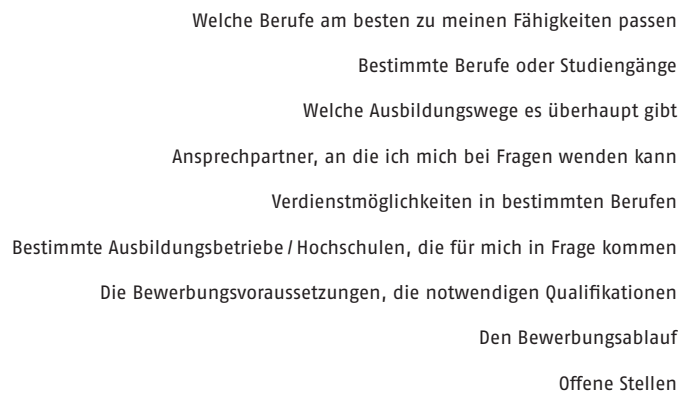 Welche Berufe am besten zu meinen Fähigkeiten passen
Bestimmte Berufe oder Studiengänge
Welche Ausbildungswege es überhaupt gibt
Ansprechpartner, an die ich mich bei Fragen wenden kann
Verdienstmöglichkeiten in bestimmten Berufen
Bestimmte Ausbildungsbetriebe / Hochschulen, die für mich in Frage kommen
Die Bewerbungsvoraussetzungen, die notwendigen Qualifikationen
Den Bewerbungsablauf
Offene Stellen